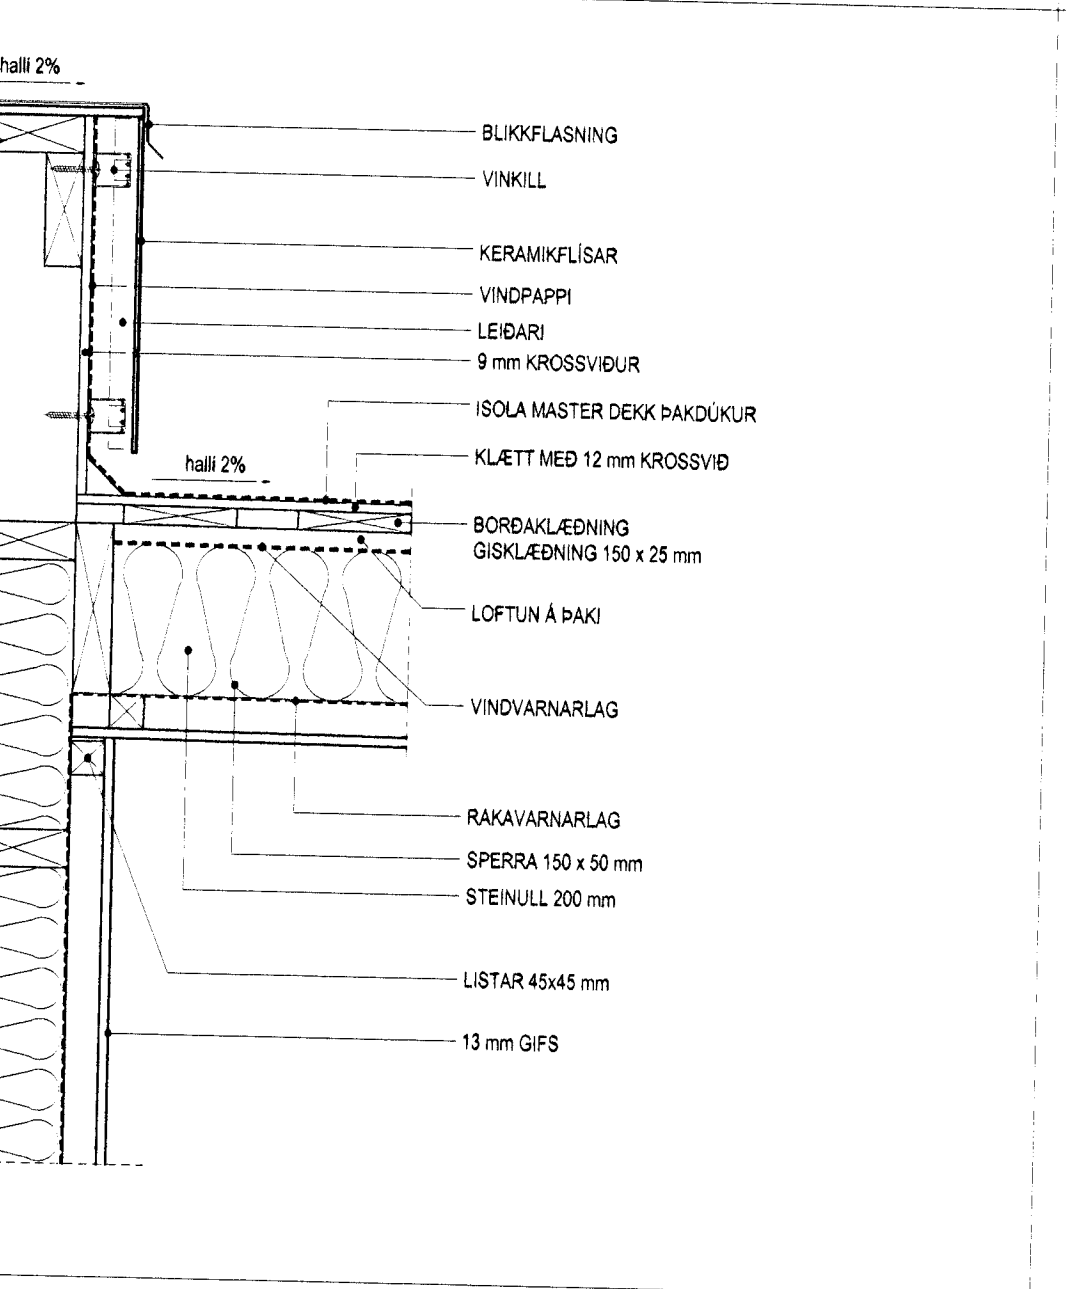 halli 2%
BLIKKFLASNING
VINKILL
KERAMIKFLÍSAR
VINDPAPPI
LEIÐARI
9 mm KROSSVIÐUR
ISOLA MASTER DEKK ÞAKDÚKUR
halli 2%
KLÆTT MEÐ 12 mm KROSSVIÐ
BORÐAKLÆÐNING
GISKLÆÐNING 150 x 25 mm
LOFTUN Á ÞAKI
VINDVARNARLAG
RAKAVARNARLAG
SPERRA 150 x 50 mm
STEINULL 200 mm
LISTAR 45x45 mm
13 mm GIFS